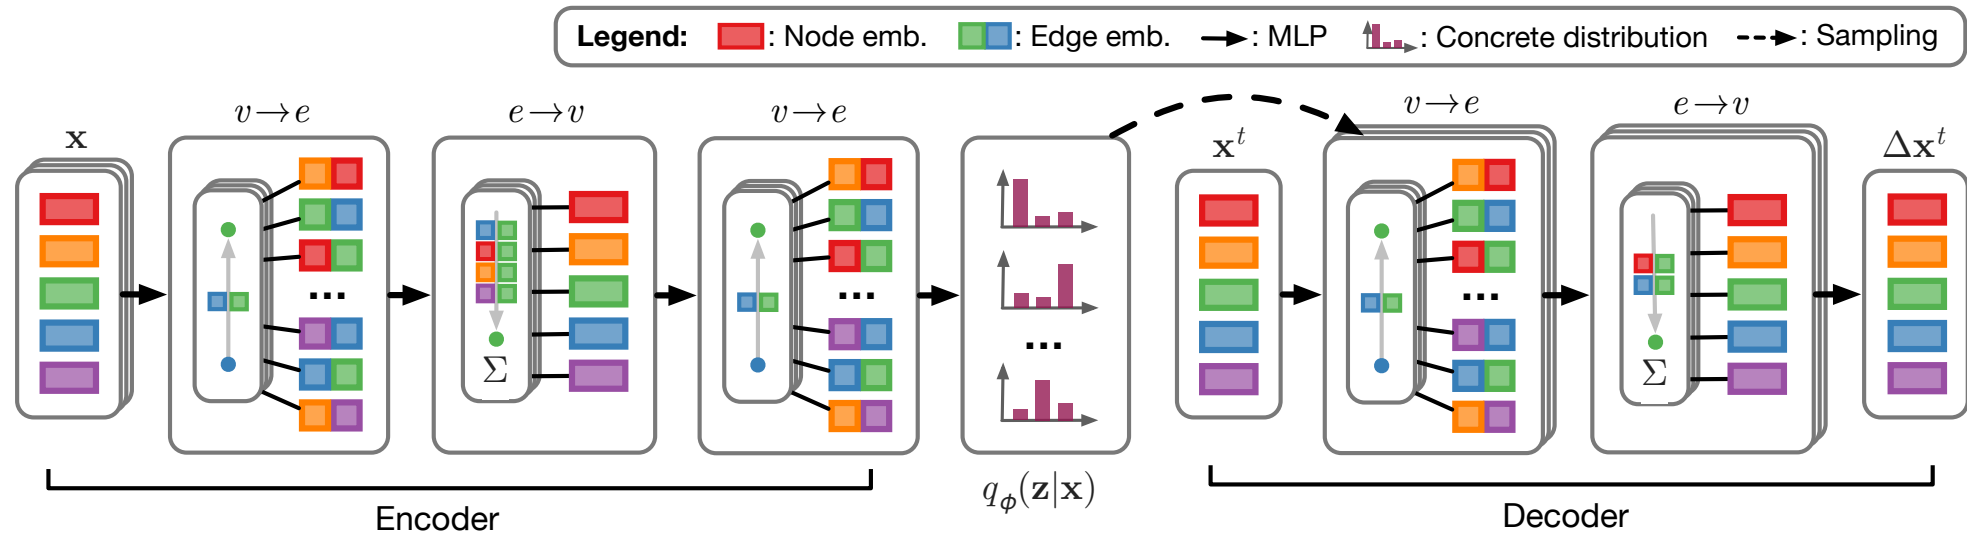 Legend: : Node emb. : Edge emb. : MLP : Concrete distribution : Sampling
x
v→e
e→v
v→e
x^t
v→e
e→v
Δx^t
...
...
...
...
Σ
Σ
q_ϕ(z|x)
Encoder
Decoder